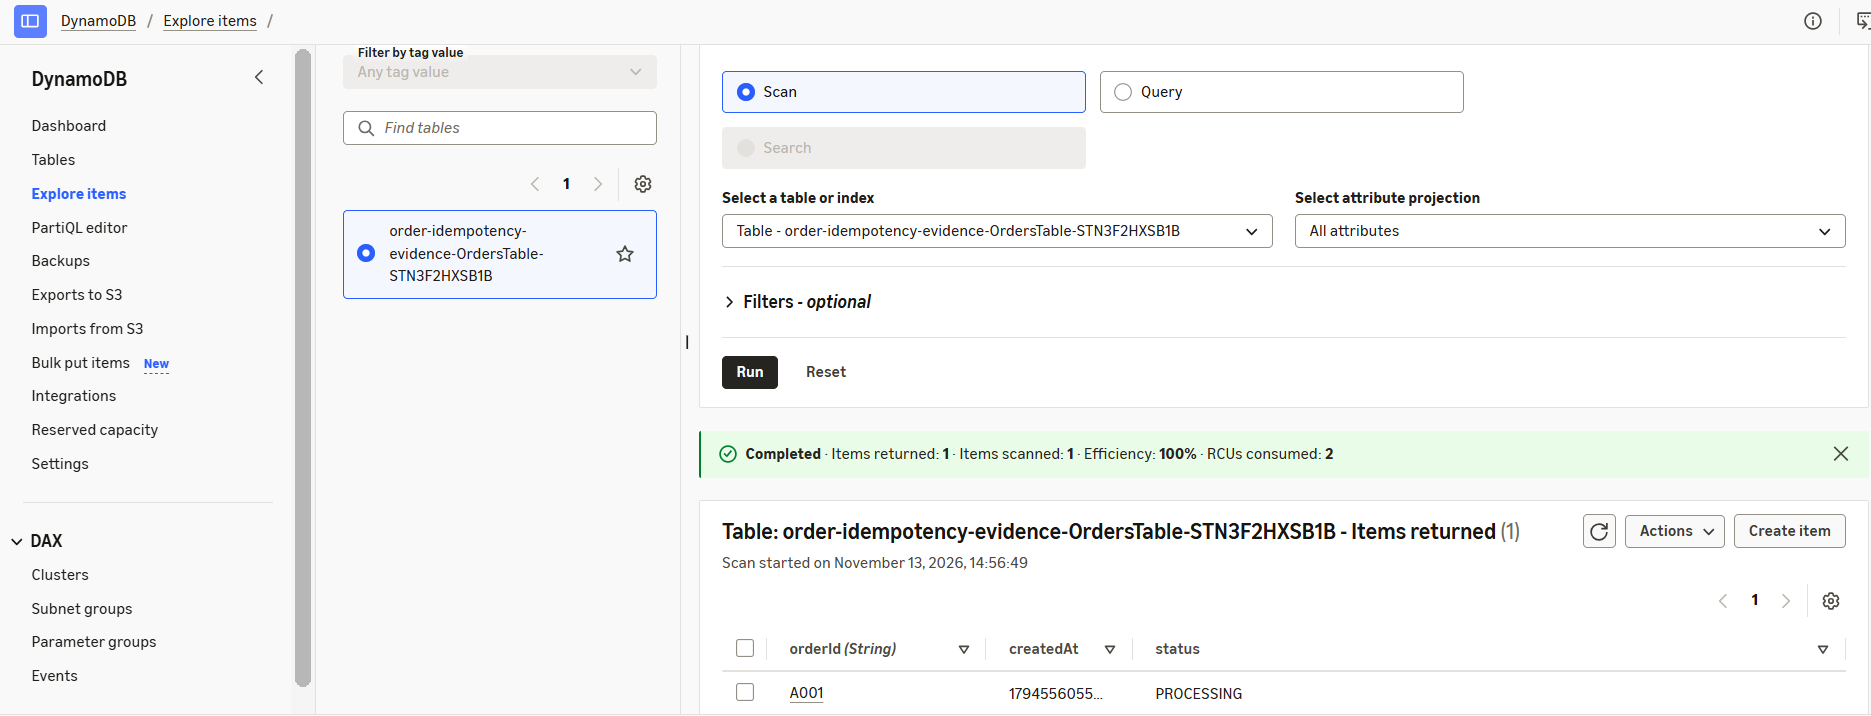 DynamoDB / Explore items /
DynamoDB
Dashboard
Tables
Explore items
PartiQL editor
Backups
Exports to S3
Imports from S3
Bulk put items New
Integrations
Reserved capacity
Settings
DAX
Clusters
Subnet groups
Parameter groups
Events
Filter by tag value
Any tag value
Find tables
1
order-idempotency-
evidence-OrdersTable-
STN3F2HXSB1B
Scan
Query
Search
Select a table or index
Select attribute projection
Table - order-idempotency-evidence-OrdersTable-STN3F2HXSB1B
All attributes
Filters - optional
Run
Reset
Completed · Items returned: 1 · Items scanned: 1 · Efficiency: 100% · RCUs consumed: 2
Table: order-idempotency-evidence-OrdersTable-STN3F2HXSB1B - Items returned (1)
Actions
Create item
Scan started on November 13, 2026, 14:56:49
1
orderId (String) createdAt status
A001 1794556055... PROCESSING